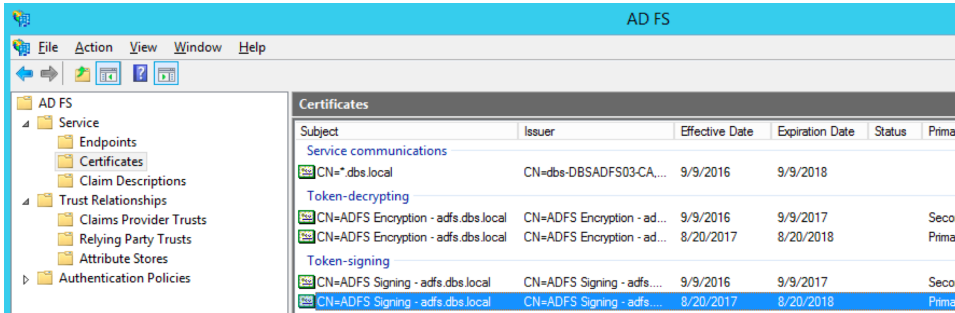 AD FS
File Action View Window Help
AD FS
Service
Endpoints
Certificates
Claim Descriptions
Trust Relationships
Claims Provider Trusts
Relying Party Trusts
Attribute Stores
Authentication Policies
Certificates
Subject Issuer Effective Date Expiration Date Status Prima
Service communications
CN=*.dbs.local CN=dbs-DBSADFS03-CA,... 9/9/2016 9/9/2018
Token-decrypting
CN=ADFS Encryption - adfs.dbs.local CN=ADFS Encryption - ad... 9/9/2016 9/9/2017 Seco
CN=ADFS Encryption - adfs.dbs.local CN=ADFS Encryption - ad... 8/20/2017 8/20/2018 Prima
Token-signing
CN=ADFS Signing - adfs.dbs.local CN=ADFS Signing - adfs.... 9/9/2016 9/9/2017 Seco
CN=ADFS Signing - adfs.dbs.local CN=ADFS Signing - adfs.... 8/20/2017 8/20/2018 Prima